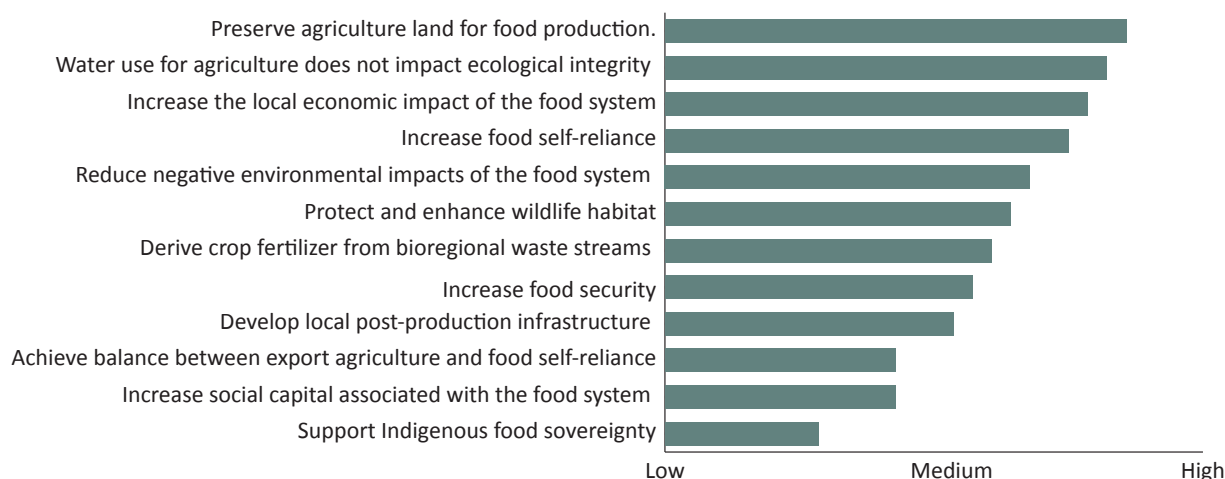 Preserve agriculture land for food production.
Water use for agriculture does not impact ecological integrity
Increase the local economic impact of the food system
Increase food self-reliance
Reduce negative environmental impacts of the food system
Protect and enhance wildlife habitat
Derive crop fertilizer from bioregional waste streams
Increase food security
Develop local post-production infrastructure
Achieve balance between export agriculture and food self-reliance
Increase social capital associated with the food system
Support Indigenous food sovereignty
Low Medium High